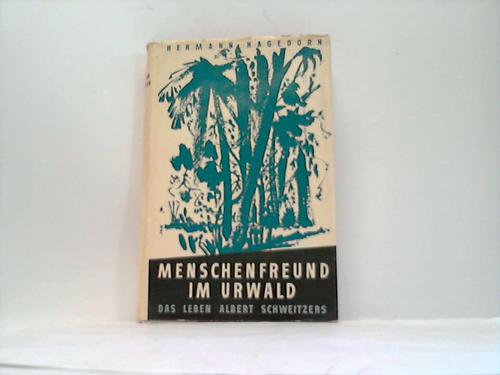 HERMANN HAGEDORN
MENSCHENFREUND
IM URWALD
DAS LEBEN ALBERT SCHWEITZERS